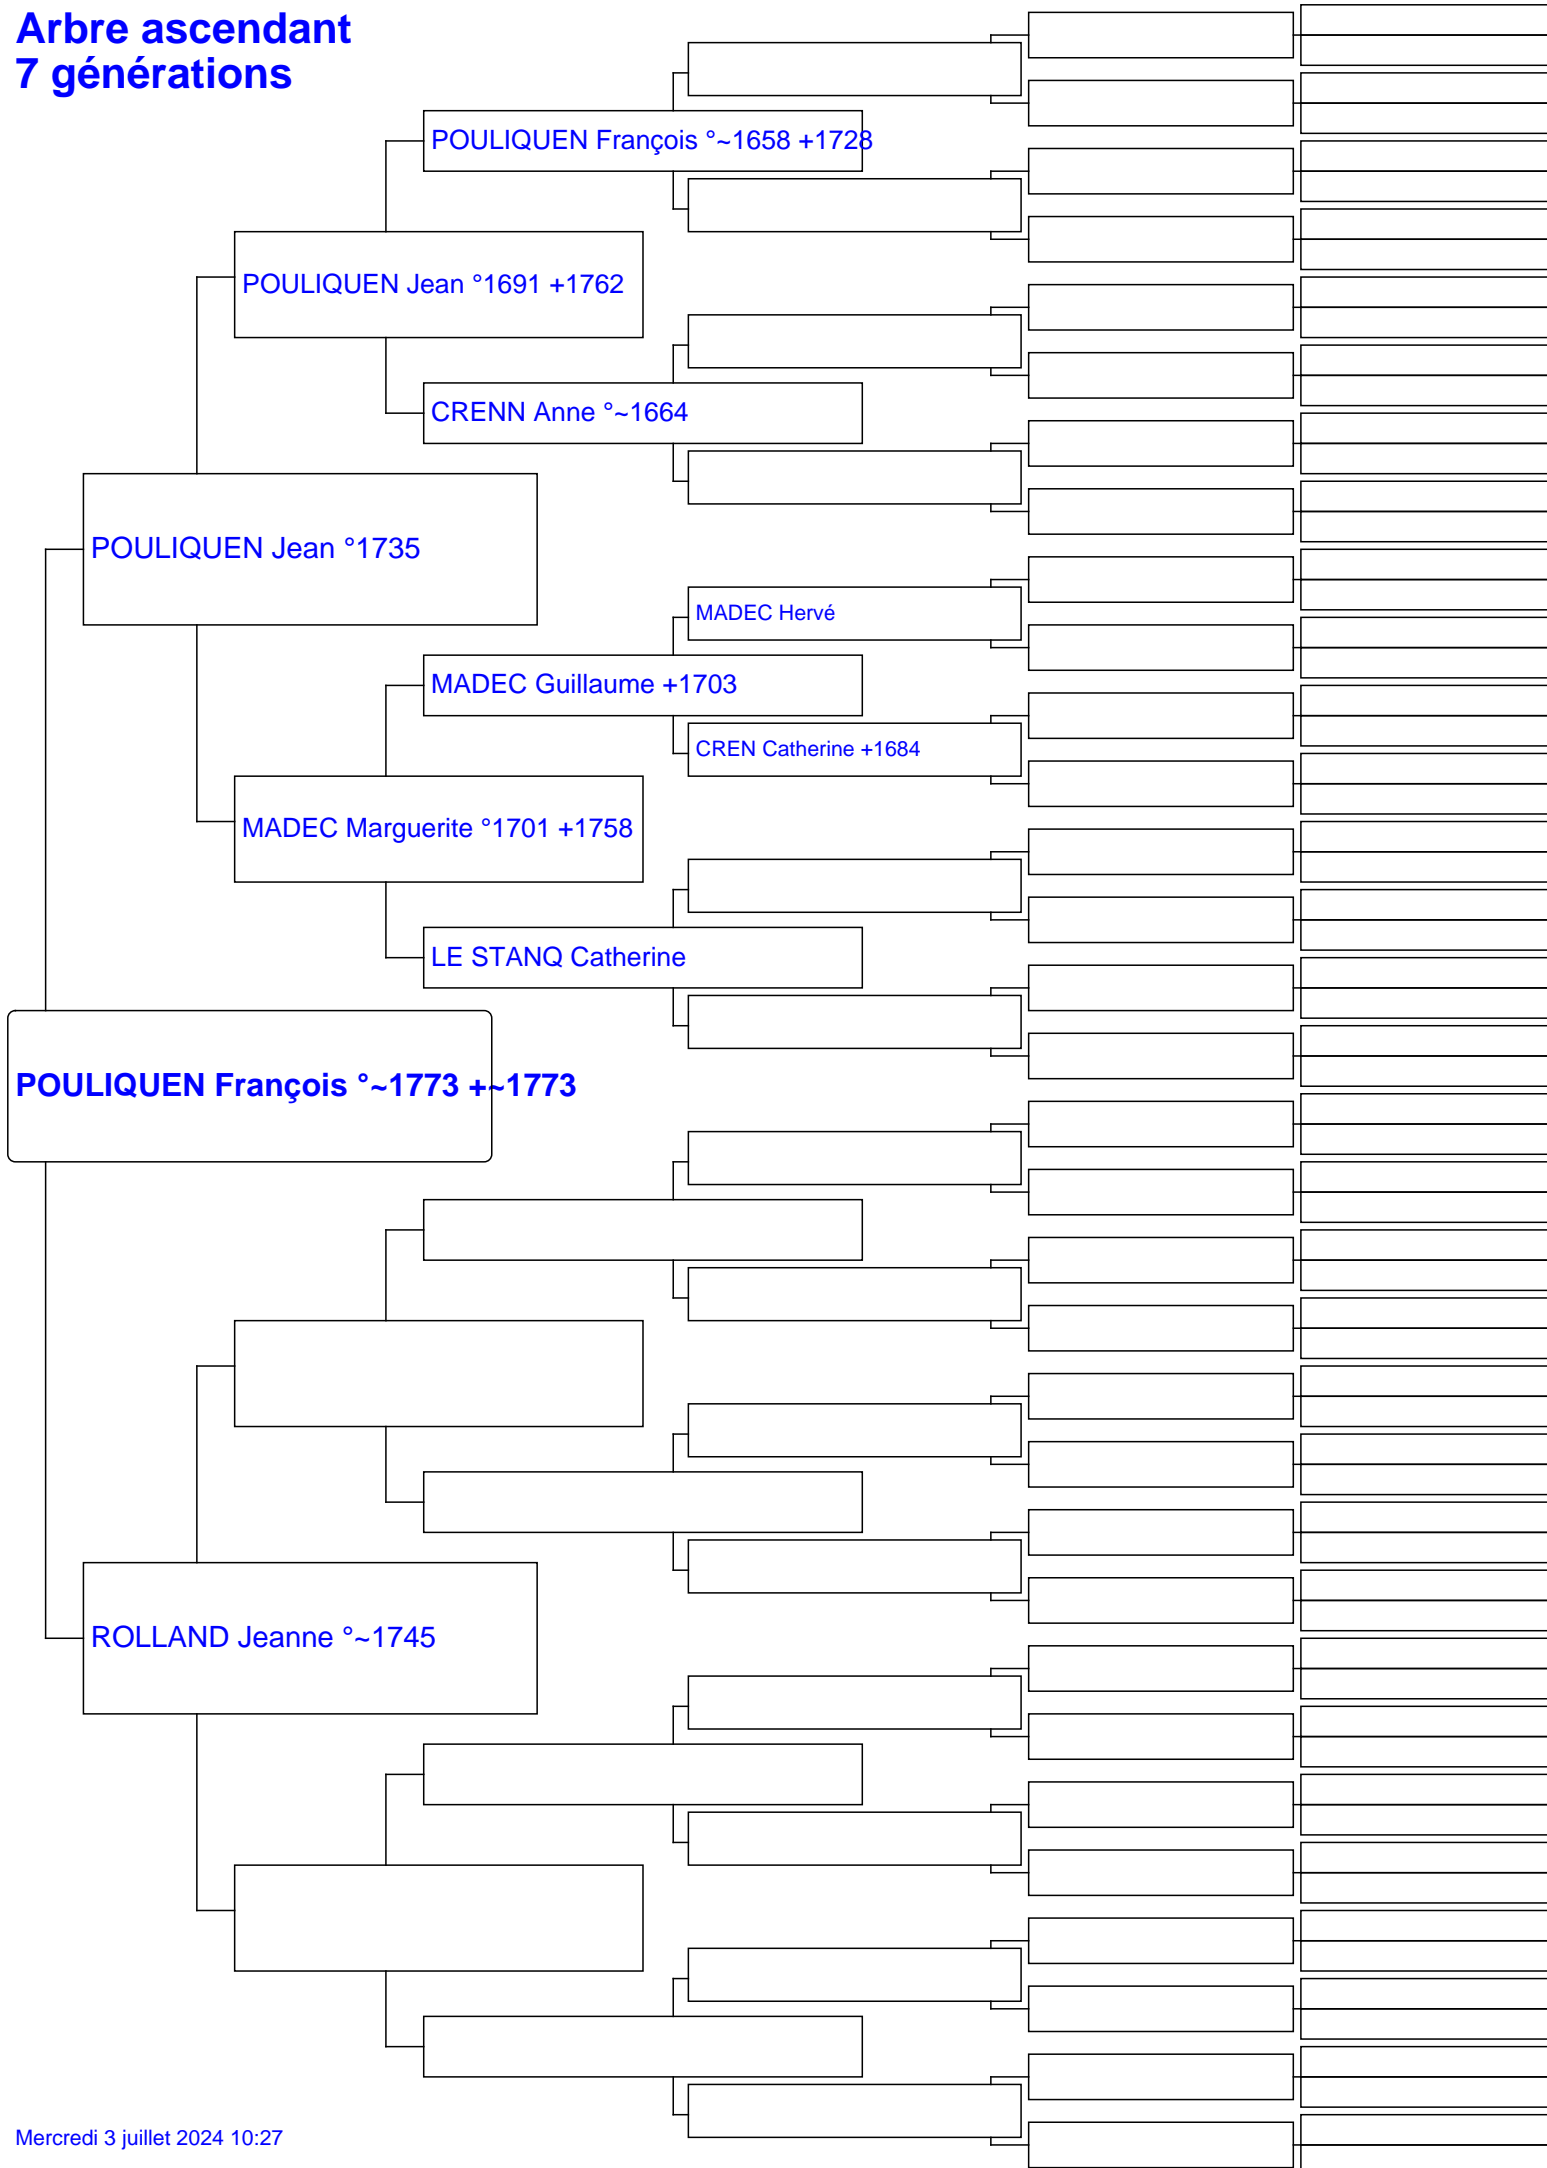 Arbre ascendant
7 générations
POULIQUEN François °~1658 +1728
POULIQUEN Jean °1691 +1762
CRENN Anne °~1664
POULIQUEN Jean °1735
MADEC Hervé
MADEC Guillaume +1703
CREN Catherine +1684
MADEC Marguerite °1701 +1758
LE STANQ Catherine
POULIQUEN François °~1773 +~1773
ROLLAND Jeanne °~1745
Mercredi 3 juillet 2024 10:27